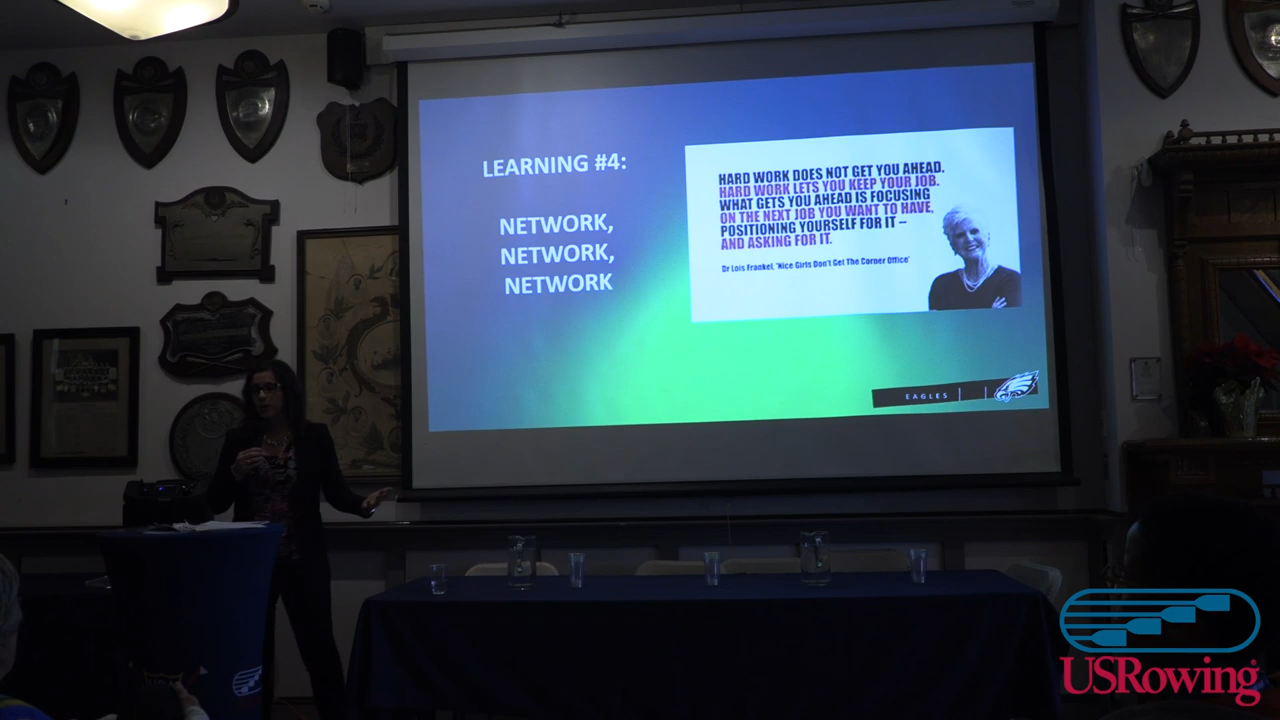 LEARNING #4:
NETWORK,
NETWORK,
NETWORK
HARD WORK DOES NOT GET YOU AHEAD.
HARD WORK LETS YOU KEEP YOUR JOB.
WHAT GETS YOU AHEAD IS FOCUSING
ON THE NEXT JOB YOU WANT TO HAVE,
POSITIONING YOURSELF FOR IT –
AND ASKING FOR IT.
Dr Lois Frankel, 'Nice Girls Don't Get The Corner Office'
EAGLES
USRowing